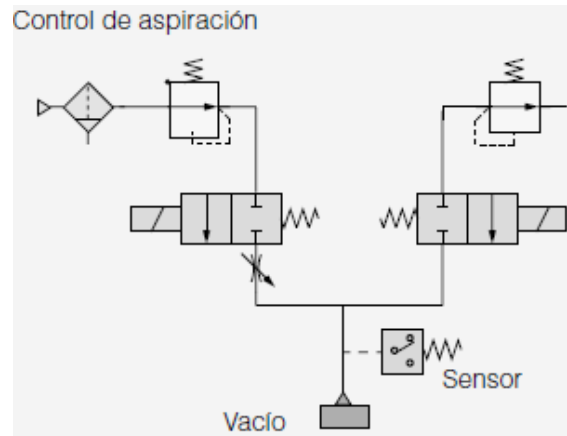 Control de aspiración
Sensor
Vacío